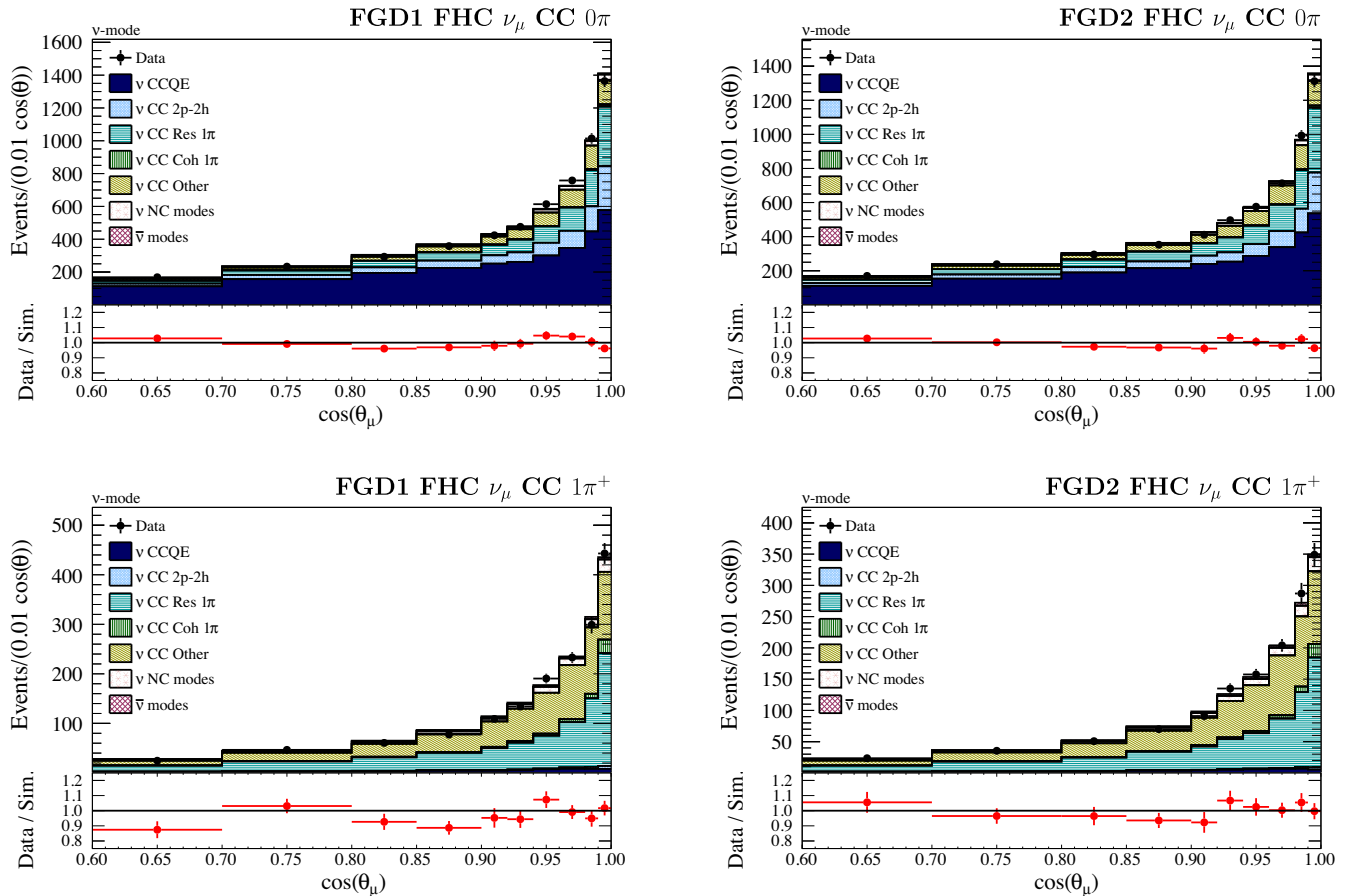 FGD1 FHC νμ CC 0π
ν-mode
Events/(0.01 cos(θ))
1600
1400
1200
1000
800
600
400
200
Data
ν CCQE
ν CC 2p-2h
ν CC Res 1π
ν CC Coh 1π
ν CC Other
ν NC modes
ν̅ modes
Data / Sim.
1.2
1.1
1.0
0.9
0.8
0.60 0.65 0.70 0.75 0.80 0.85 0.90 0.95 1.00
cos(θμ)
FGD2 FHC νμ CC 0π
ν-mode
Events/(0.01 cos(θ))
1400
1200
1000
800
600
400
200
Data
ν CCQE
ν CC 2p-2h
ν CC Res 1π
ν CC Coh 1π
ν CC Other
ν NC modes
ν̅ modes
Data / Sim.
1.2
1.1
1.0
0.9
0.8
0.60 0.65 0.70 0.75 0.80 0.85 0.90 0.95 1.00
cos(θμ)
FGD1 FHC νμ CC 1π⁺
ν-mode
Events/(0.01 cos(θ))
500
400
300
200
100
Data
ν CCQE
ν CC 2p-2h
ν CC Res 1π
ν CC Coh 1π
ν CC Other
ν NC modes
ν̅ modes
Data / Sim.
1.2
1.1
1.0
0.9
0.8
0.60 0.65 0.70 0.75 0.80 0.85 0.90 0.95 1.00
cos(θμ)
FGD2 FHC νμ CC 1π⁺
ν-mode
Events/(0.01 cos(θ))
400
350
300
250
200
150
100
50
Data
ν CCQE
ν CC 2p-2h
ν CC Res 1π
ν CC Coh 1π
ν CC Other
ν NC modes
ν̅ modes
Data / Sim.
1.2
1.1
1.0
0.9
0.8
0.60 0.65 0.70 0.75 0.80 0.85 0.90 0.95 1.00
cos(θμ)